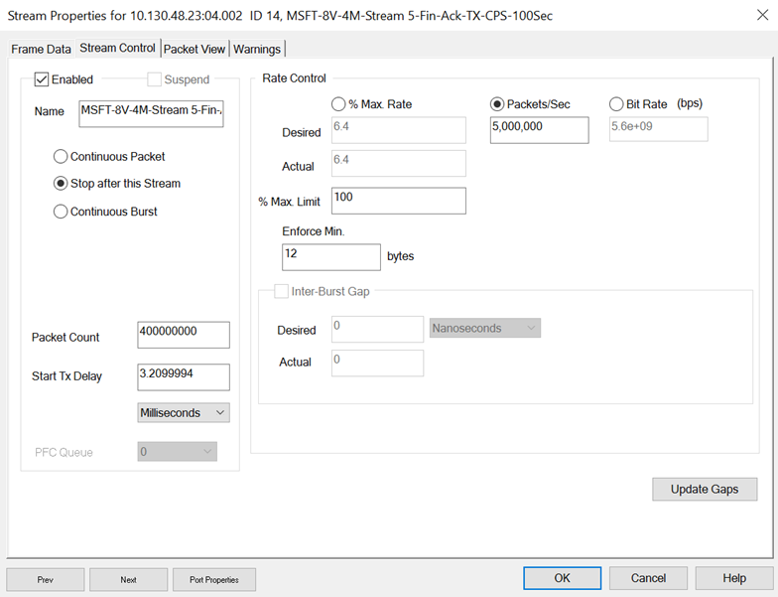 Stream Properties for 10.130.48.23:04.002  ID 14, MSFT-8V-4M-Stream 5-Fin-Ack-TX-CPS-100Sec
Frame Data Stream Control Packet View Warnings
Enabled Suspend
Name MSFT-8V-4M-Stream 5-Fin-
Continuous Packet
Stop after this Stream
Continuous Burst
Packet Count 400000000
Start Tx Delay 3.2099994
Milliseconds
PFC Queue 0
Rate Control
% Max. Rate Packets/Sec Bit Rate (bps)
Desired 6.4 5,000,000 5.6e+09
Actual 6.4
% Max. Limit 100
Enforce Min.
12 bytes
Inter-Burst Gap
Desired 0 Nanoseconds
Actual 0
Update Gaps
Prev Next Port Properties OK Cancel Help